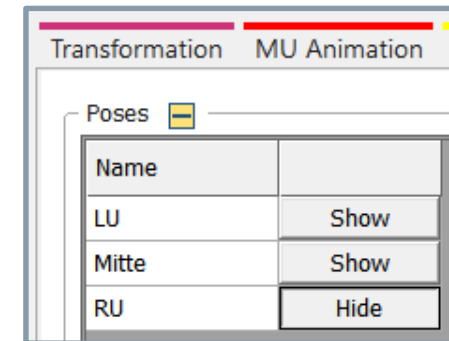 Transformation MU Animation
Poses
Name
LU Show
Mitte Show
RU Hide